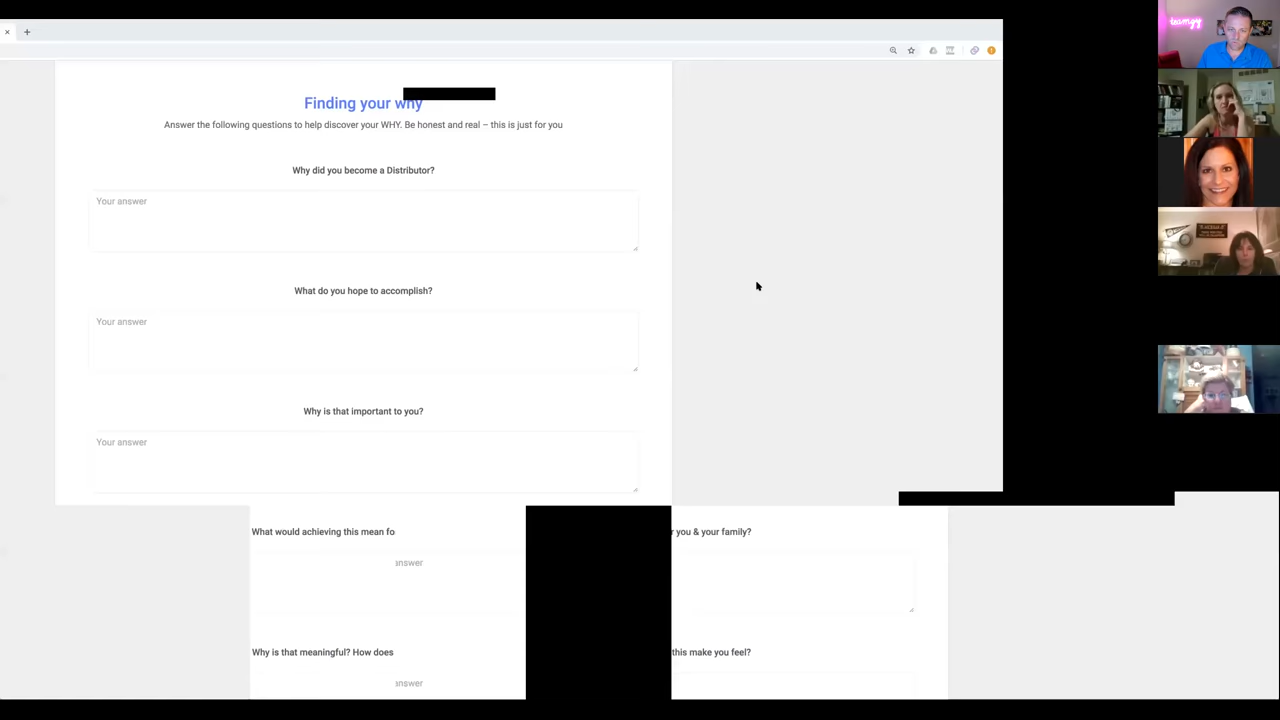 Finding your why
Answer the following questions to help discover your WHY. Be honest and real – this is just for you
Why did you become a Distributor?
Your answer
What do you hope to accomplish?
Your answer
Why is that important to you?
Your answer
What would achieving this mean fo r you & your family?
answer
Why is that meaningful? How does this make you feel?
answer
teamgq